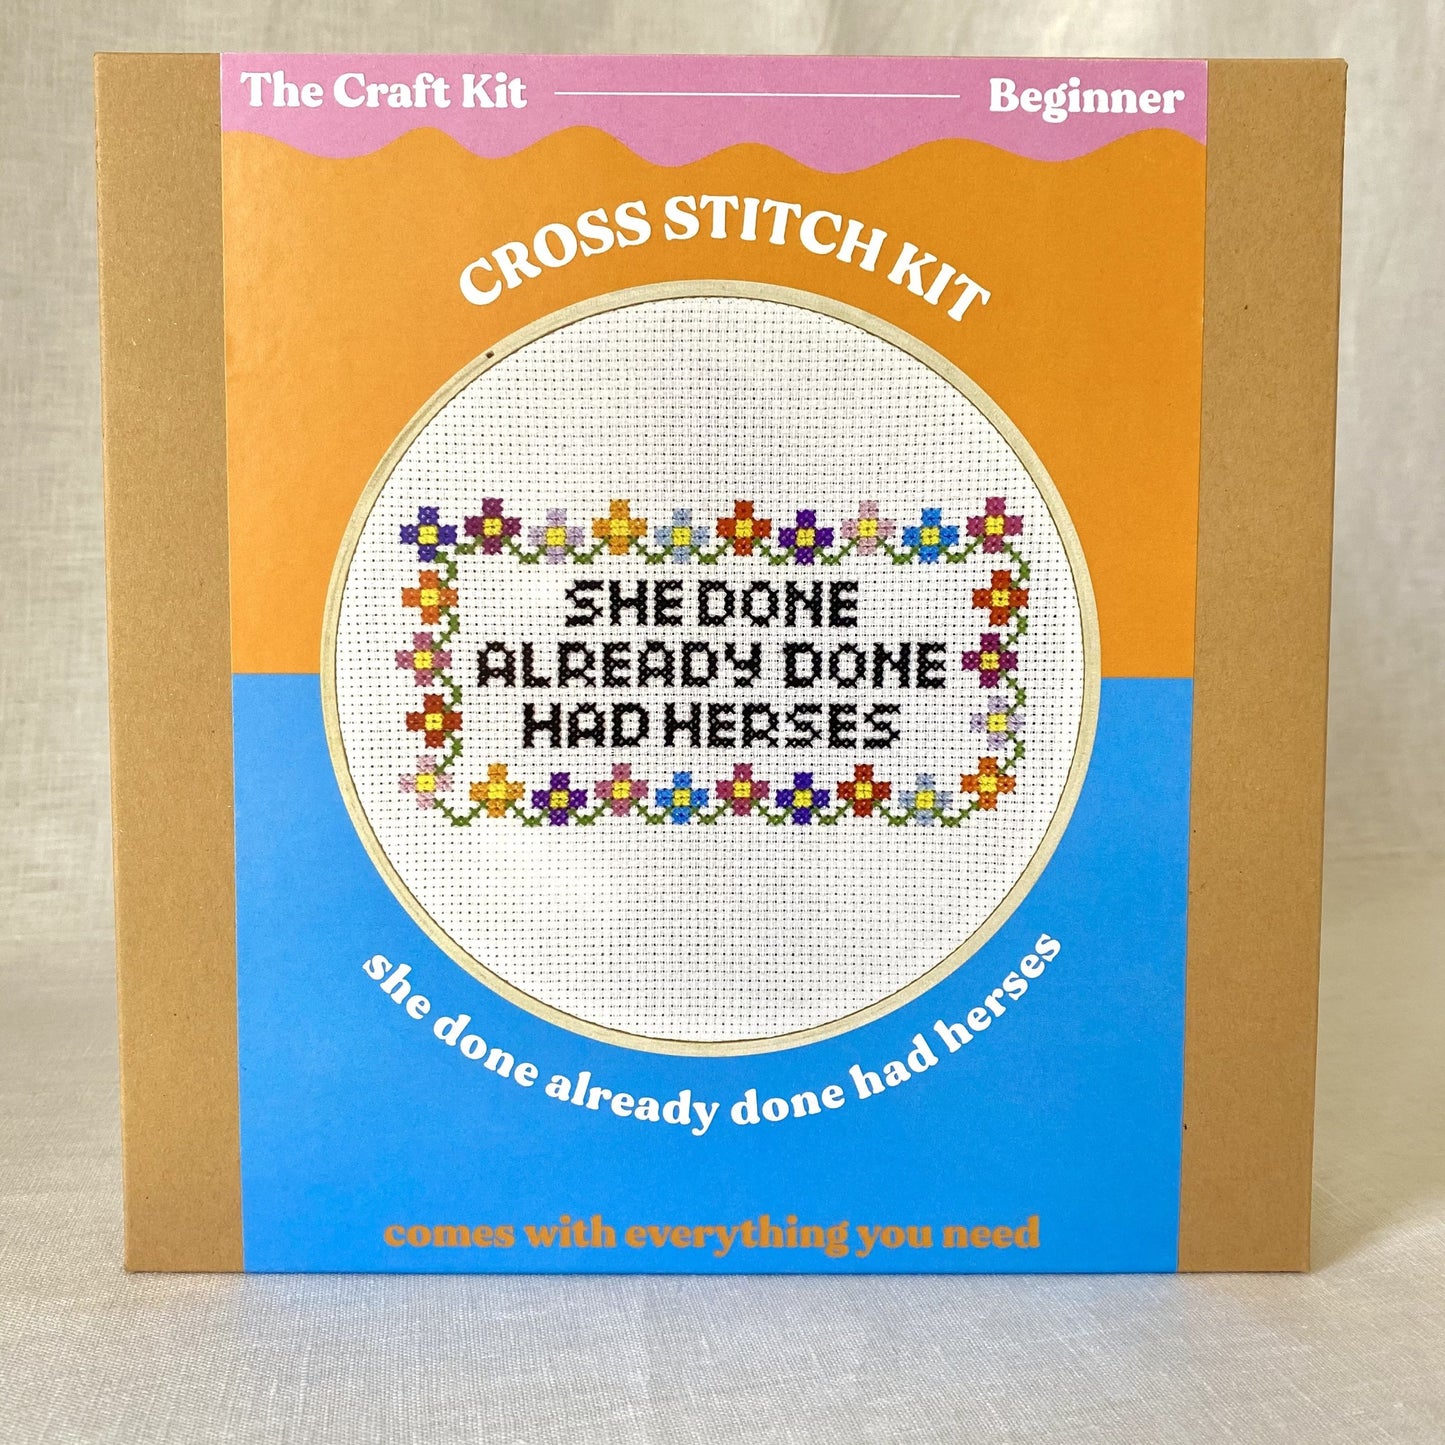 The Craft Kit
Beginner
CROSS STITCH KIT
SHE DONE
ALREADY DONE
HAD HERSES
she done already done had herses
comes with everything you need